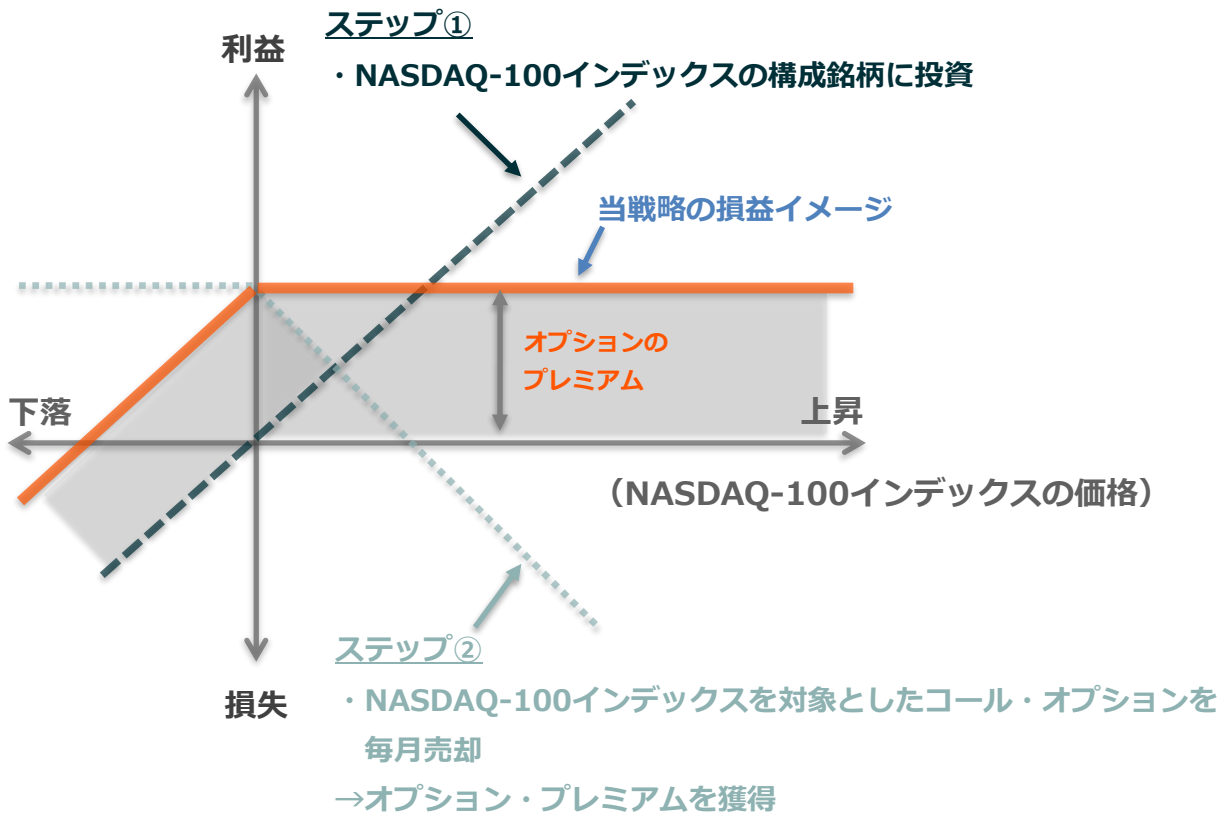 ステップ①
・NASDAQ-100インデックスの構成銘柄に投資
利益
当戦略の損益イメージ
オプションの
プレミアム
下落
上昇
（NASDAQ-100インデックスの価格）
損失
ステップ②
・NASDAQ-100インデックスを対象としたコール・オプションを
毎月売却
→オプション・プレミアムを獲得